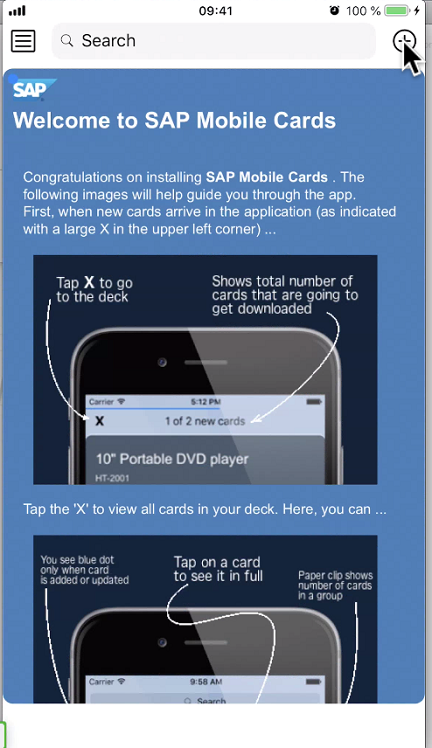 09:41
100 %
Search
SAP
Welcome to SAP Mobile Cards
Congratulations on installing SAP Mobile Cards . The
following images will help guide you through the app.
First, when new cards arrive in the application (as indicated
with a large X in the upper left corner) ...
Tap X to go
to the deck
Shows total number of
cards that are going to
get downloaded
Carrier
5:12 PM
X
1 of 2 new cards
10" Portable DVD player
HT-2001
Tap the 'X' to view all cards in your deck. Here, you can ...
You see blue dot
only when card
is added or updated
Tap on a card
to see it in full
Paper clip shows
number of cards
in a group
Carrier
9:58 AM
Search